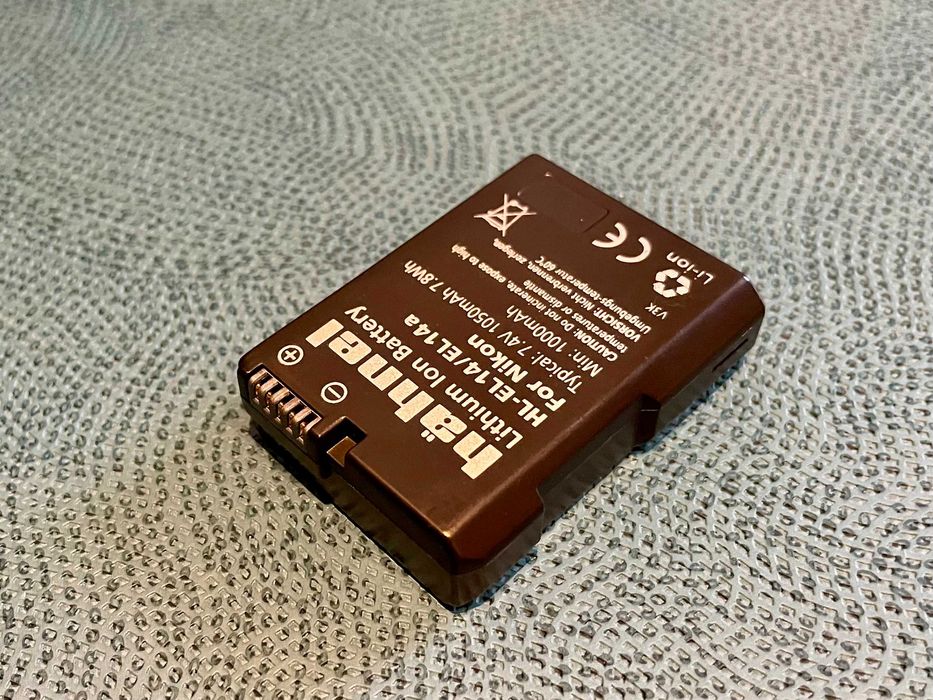 hähnel
Lithium Ion Battery
HL-EL14/EL14a
For Nikon
Typical: 7.4V 1050mAh 7.8Wh
Min: 1000mAh
CAUTION: Do not incinerate, expose to high
temperatures or dismantle
VORSICHT: Nicht verbrennen, zerlegen,
Umgebungs-temperatur 60°C
V3K
Li-Ion
CE
+
−